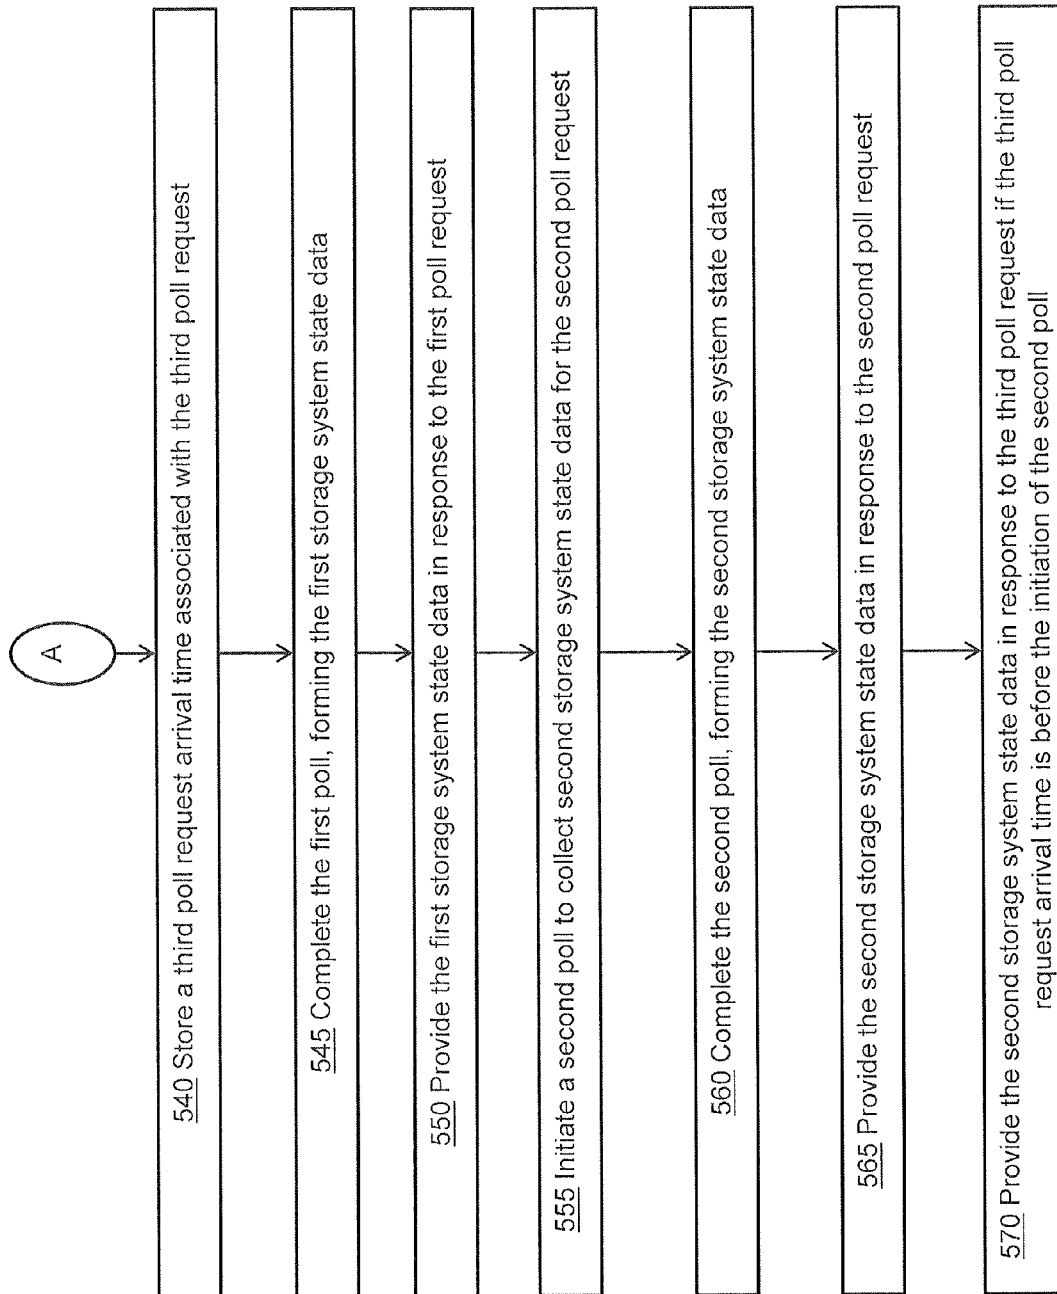 A
540 Store a third poll request arrival time associated with the third poll request
545 Complete the first poll, forming the first storage system state data
550 Provide the first storage system state data in response to the first poll request
555 Initiate a second poll to collect second storage system state data for the second poll request
560 Complete the second poll, forming the second storage system state data
565 Provide the second storage system state data in response to the second poll request
570 Provide the second storage system state data in response to the third poll request if the third poll
request arrival time is before the initiation of the second poll